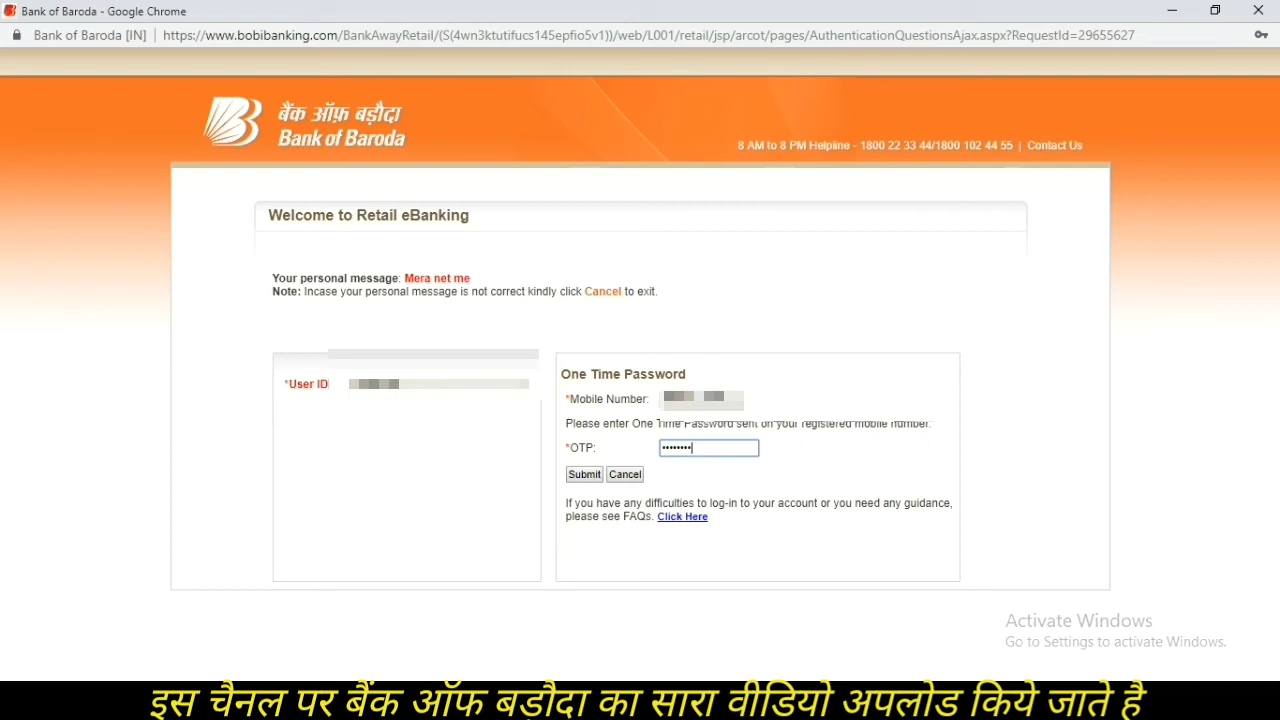 Bank of Baroda - Google Chrome
Bank of Baroda [IN] | https://www.bobibanking.com/BankAwayRetail/(S(4wn3ktutifucs145epfio5v1))/web/L001/retail/jsp/arcot/pages/AuthenticationQuestionsAjax.aspx?RequestId=29655627
बैंक ऑफ़ बड़ौदा
Bank of Baroda
8 AM to 8 PM Helpline - 1800 22 33 44/1800 102 44 55 | Contact Us
Welcome to Retail eBanking
Your personal message: Mera net me
Note: Incase your personal message is not correct kindly click Cancel to exit.
*User ID
One Time Password
*Mobile Number:
Please enter One Time Password sent on your registered mobile number.
*OTP: ••••••••
Submit Cancel
If you have any difficulties to log-in to your account or you need any guidance,
please see FAQs. Click Here
Activate Windows
Go to Settings to activate Windows.
इस चैनल पर बैंक ऑफ बड़ौदा का सारा वीडियो अपलोड किये जाते है